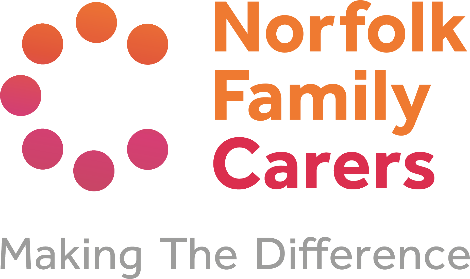 Norfolk
Family
Carers
Making The Difference